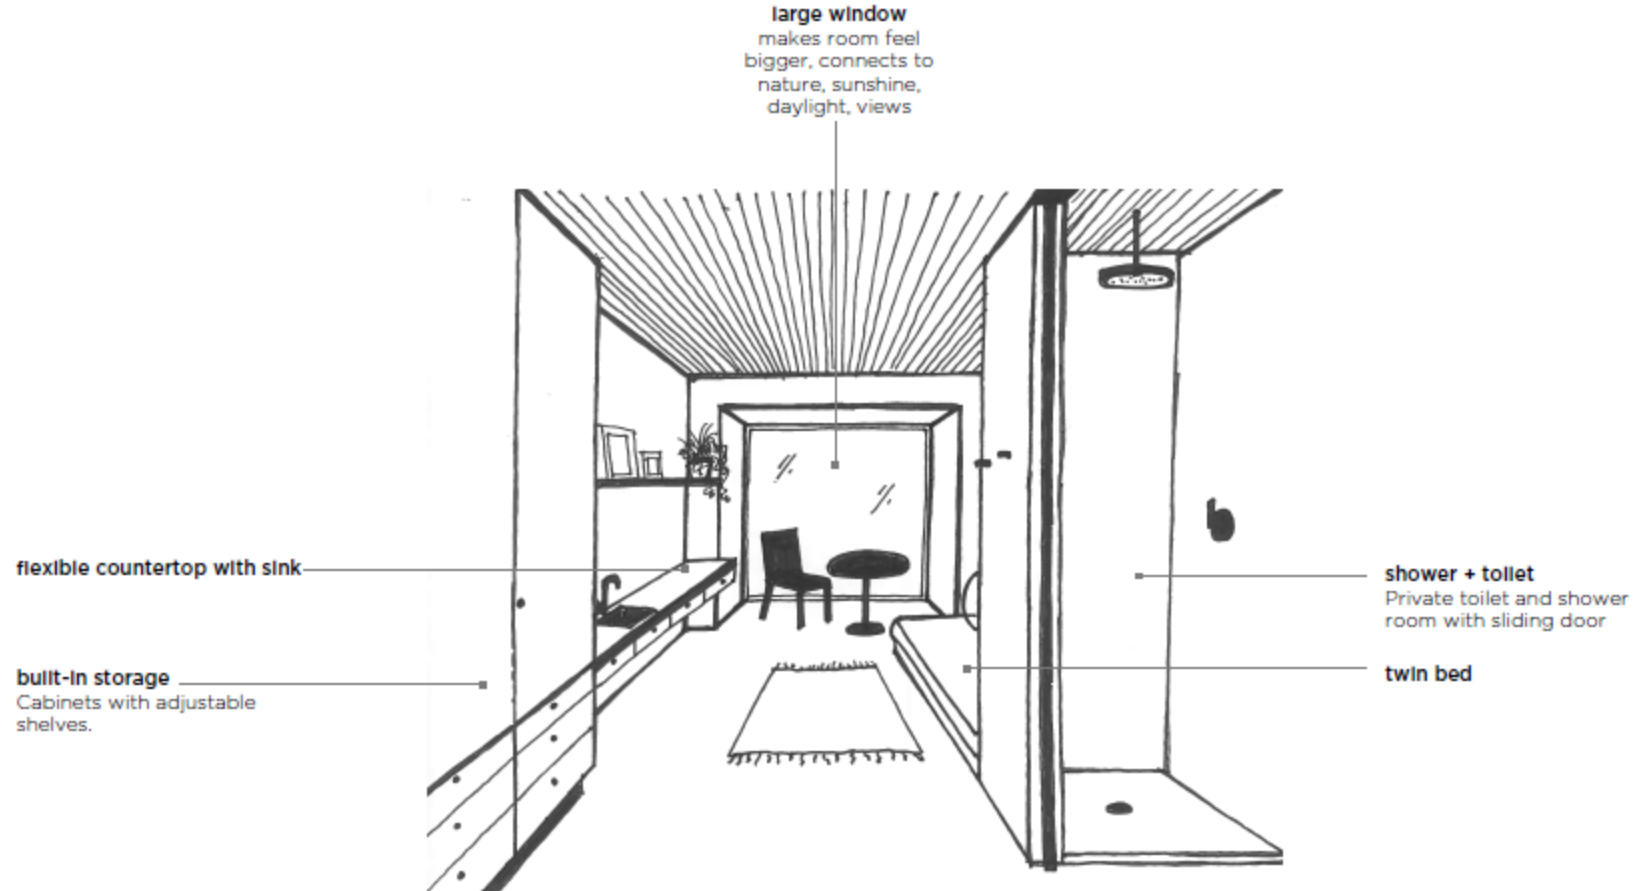 large window
makes room feel
bigger, connects to
nature, sunshine,
daylight, views
flexible countertop with sink
built-in storage
Cabinets with adjustable
shelves.
shower + toilet
Private toilet and shower
room with sliding door
twin bed